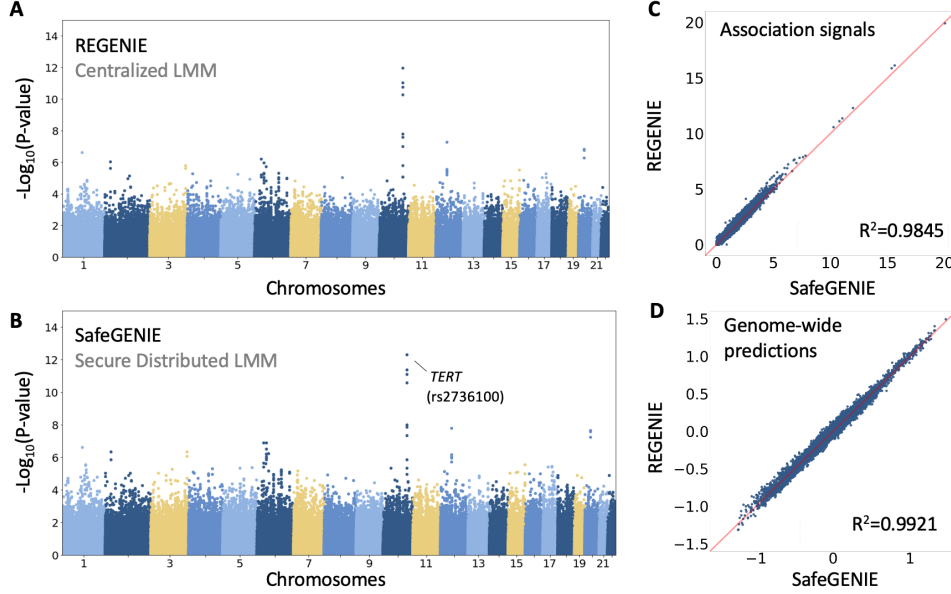 A
REGENIE
Centralized LMM
-Log10(P-value)
14
12
10
8
6
4
2
0
1 3 5 7 9 11 13 15 17 19 21
Chromosomes
B
SafeGENIE
Secure Distributed LMM
TERT
(rs2736100)
-Log10(P-value)
14
12
10
8
6
4
2
0
1 3 5 7 9 11 13 15 17 19 21
Chromosomes
C
Association signals
REGENIE
20
15
10
5
0
R²=0.9845
0 5 10 15 20
SafeGENIE
D
Genome-wide
predictions
REGENIE
1.5
1.0
0.5
0.0
−0.5
−1.0
−1.5
R²=0.9921
−1 0 1
SafeGENIE